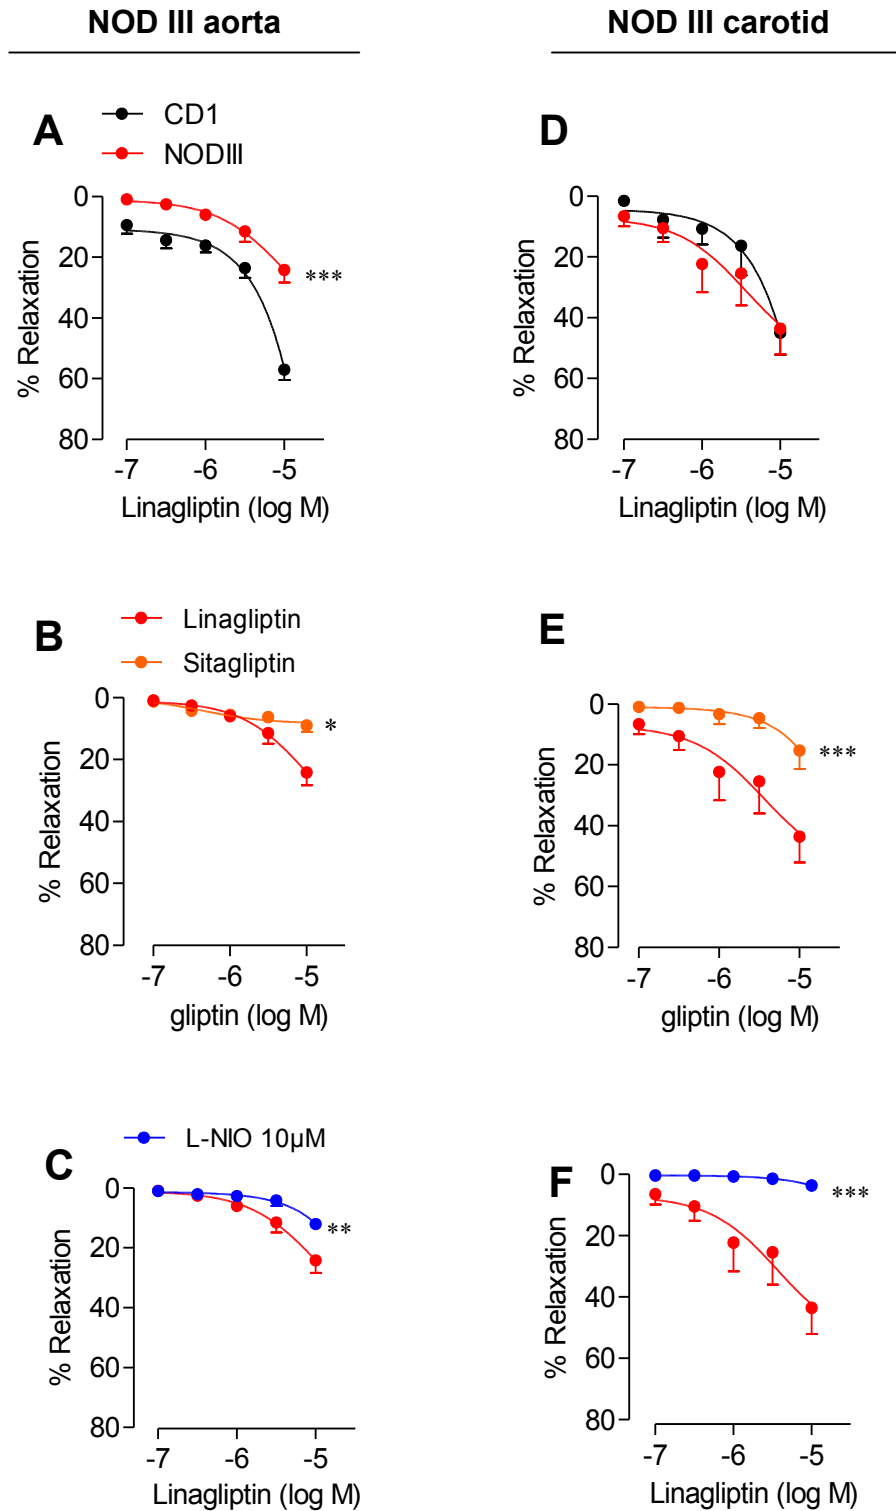 NOD III aorta
NOD III carotid
A
CD1
NODIII
0
20
40
60
80
% Relaxation
***
-7 -6 -5
Linagliptin (log M)
D
0
20
40
60
80
% Relaxation
-7 -6 -5
Linagliptin (log M)
B
Linagliptin
Sitagliptin
0
20
40
60
80
% Relaxation
*
-7 -6 -5
gliptin (log M)
E
0
20
40
60
80
% Relaxation
***
-7 -6 -5
gliptin (log M)
C
L-NIO 10µM
0
20
40
60
80
% Relaxation
**
-7 -6 -5
Linagliptin (log M)
F
0
20
40
60
80
% Relaxation
***
-7 -6 -5
Linagliptin (log M)